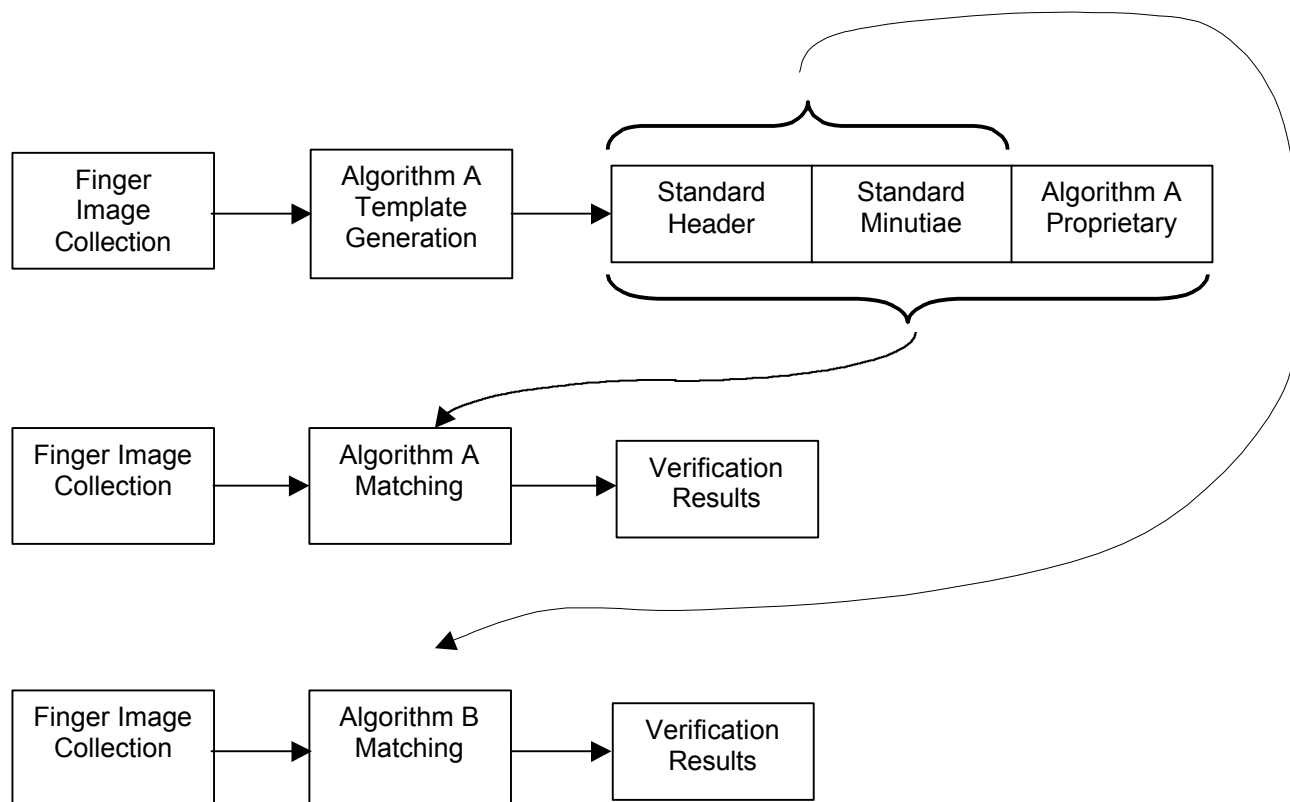 Finger
Image
Collection
Algorithm A
Template
Generation
Standard
Header
Standard
Minutiae
Algorithm A
Proprietary
Finger Image
Collection
Algorithm A
Matching
Verification
Results
Finger Image
Collection
Algorithm B
Matching
Verification
Results